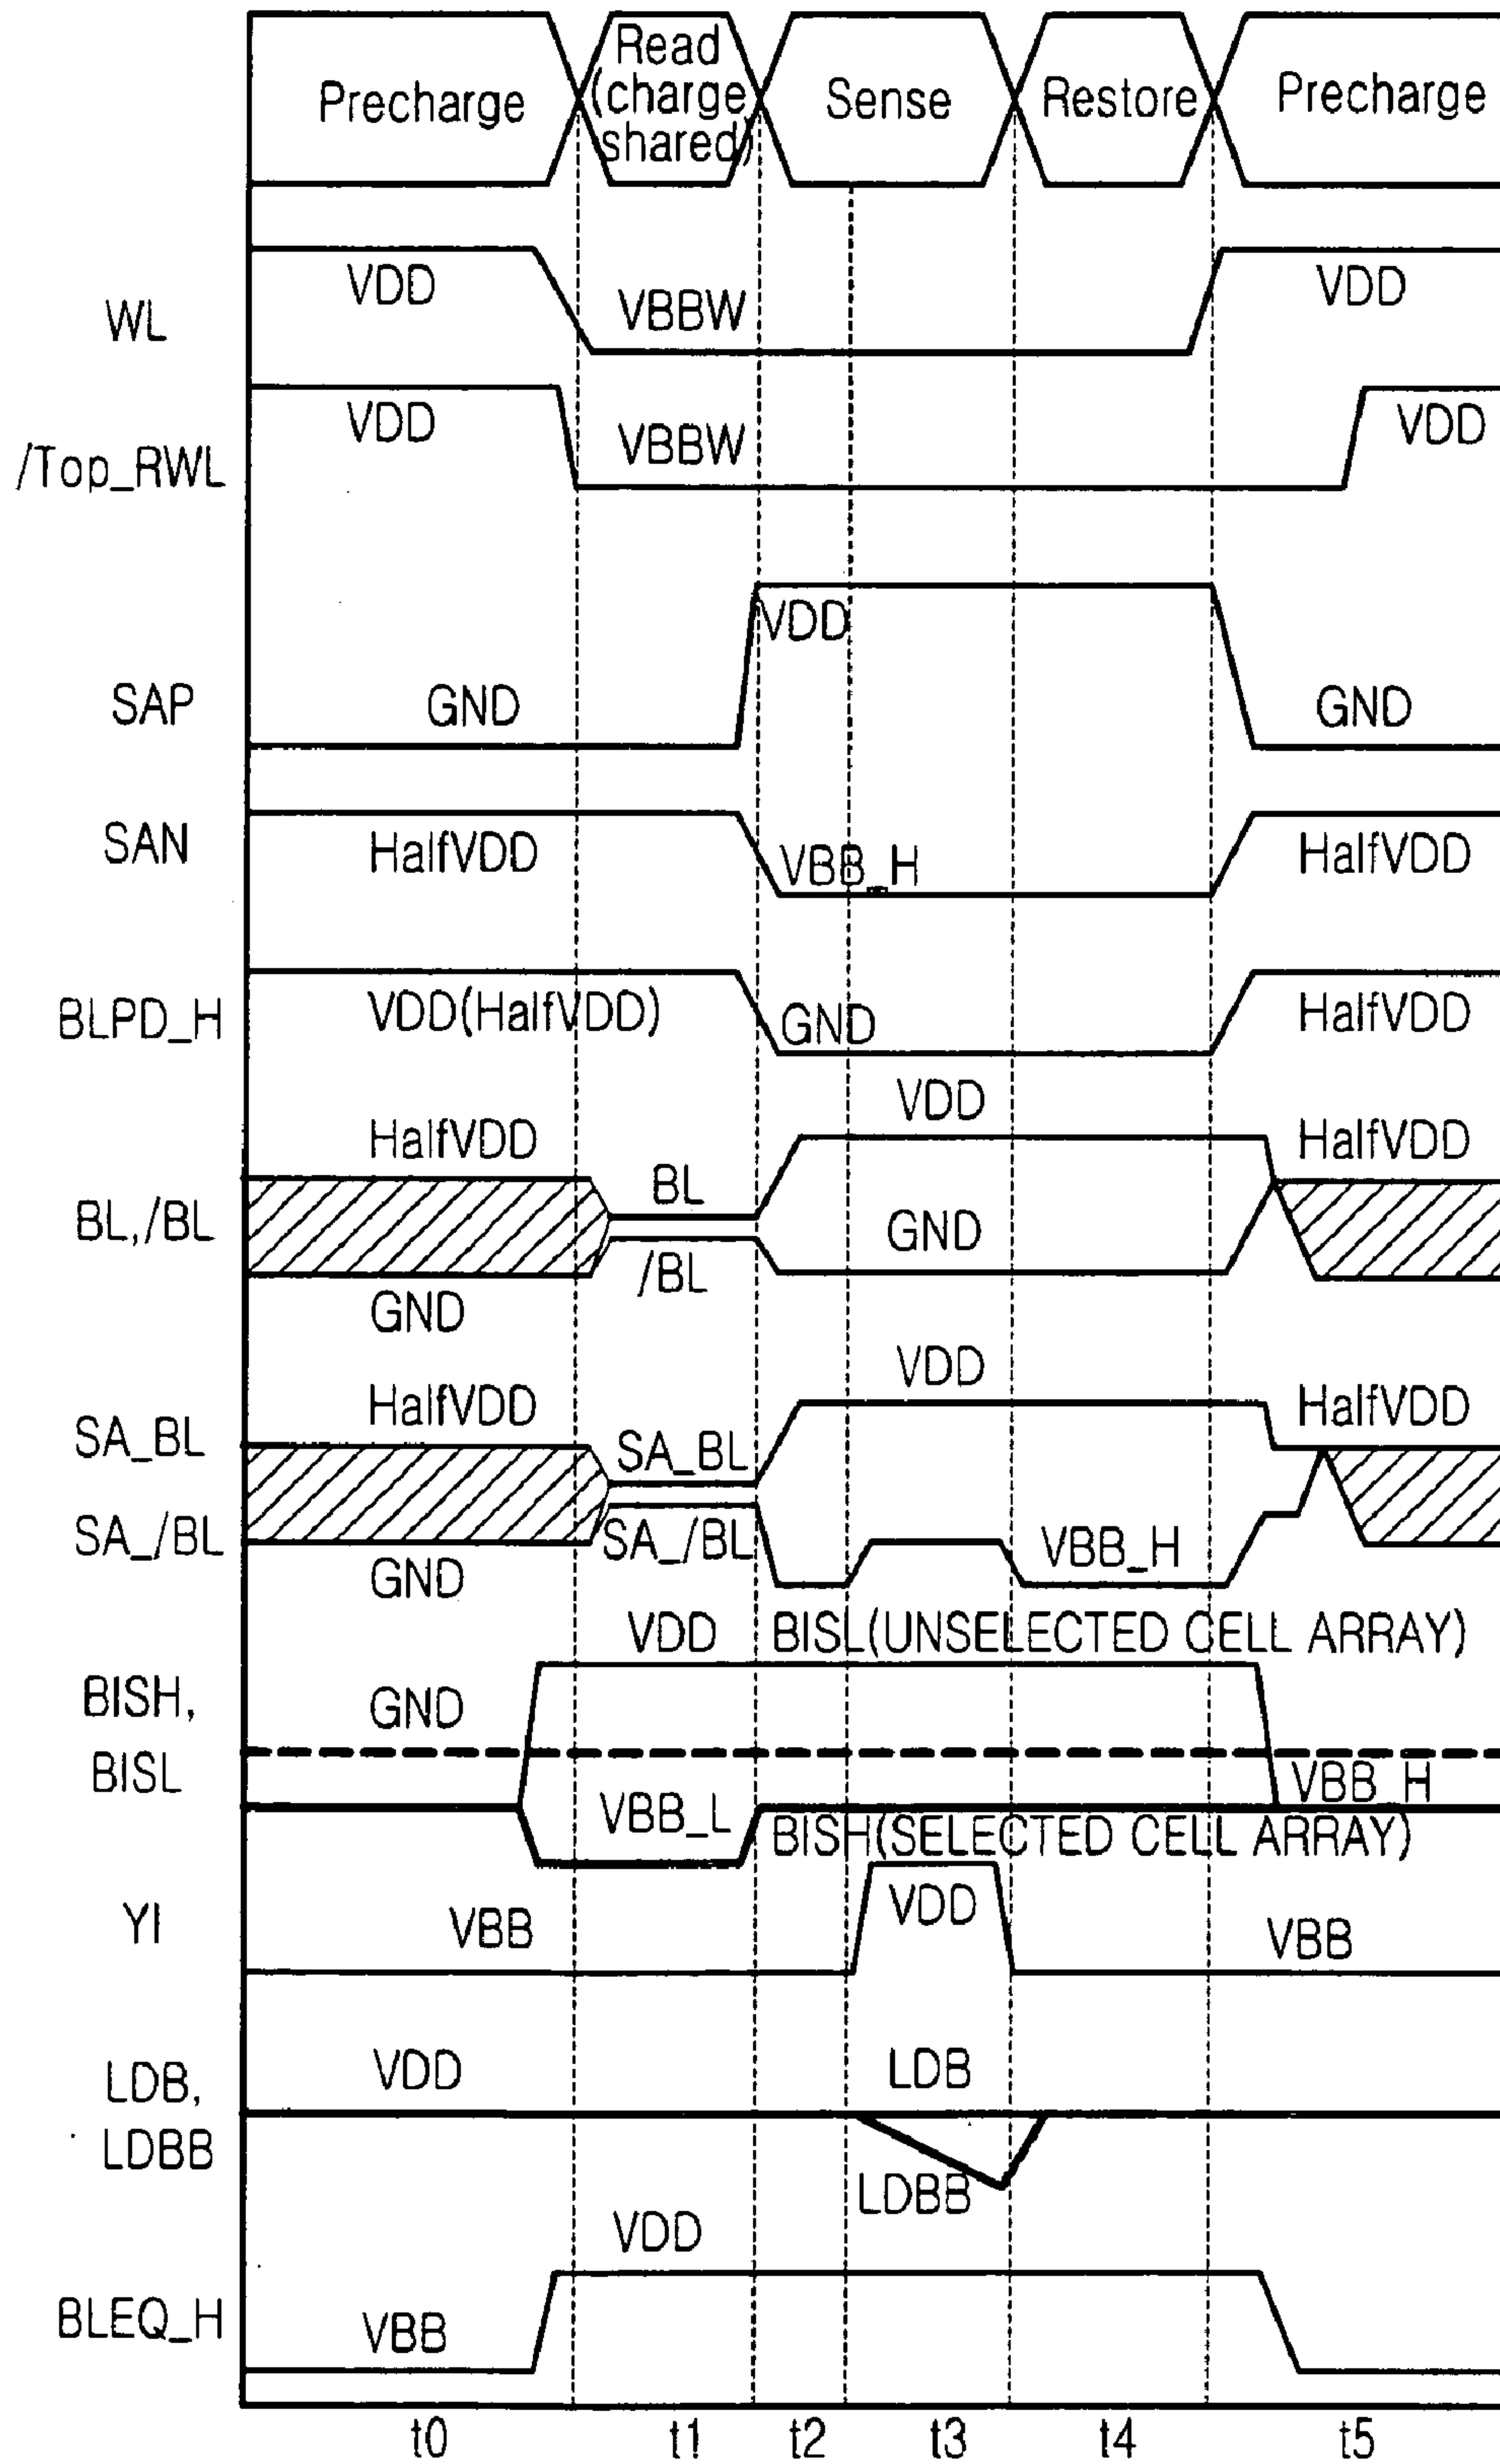 Precharge
Read
(charge
shared)
Sense
Restore
Precharge
WL
VDD
VBBW
VDD
/Top_RWL
VDD
VBBW
VDD
SAP
GND
VDD
GND
SAN
HalfVDD
VBB_H
HalfVDD
BLPD_H
VDD(HalfVDD)
GND
HalfVDD
BL,/BL
HalfVDD
GND
BL
/BL
VDD
GND
HalfVDD
SA_BL
SA_/BL
HalfVDD
GND
SA_BL
SA_/BL
VDD
VBB_H
HalfVDD
BISH,
BISL
GND
VDD
BISL(UNSELECTED CELL ARRAY)
VBB_L
BISH(SELECTED CELL ARRAY)
VBB_H
YI
VBB
VDD
VBB
LDB,
LDBB
VDD
LDB
LDBB
BLEQ_H
VBB
VDD
t0
t1
t2
t3
t4
t5